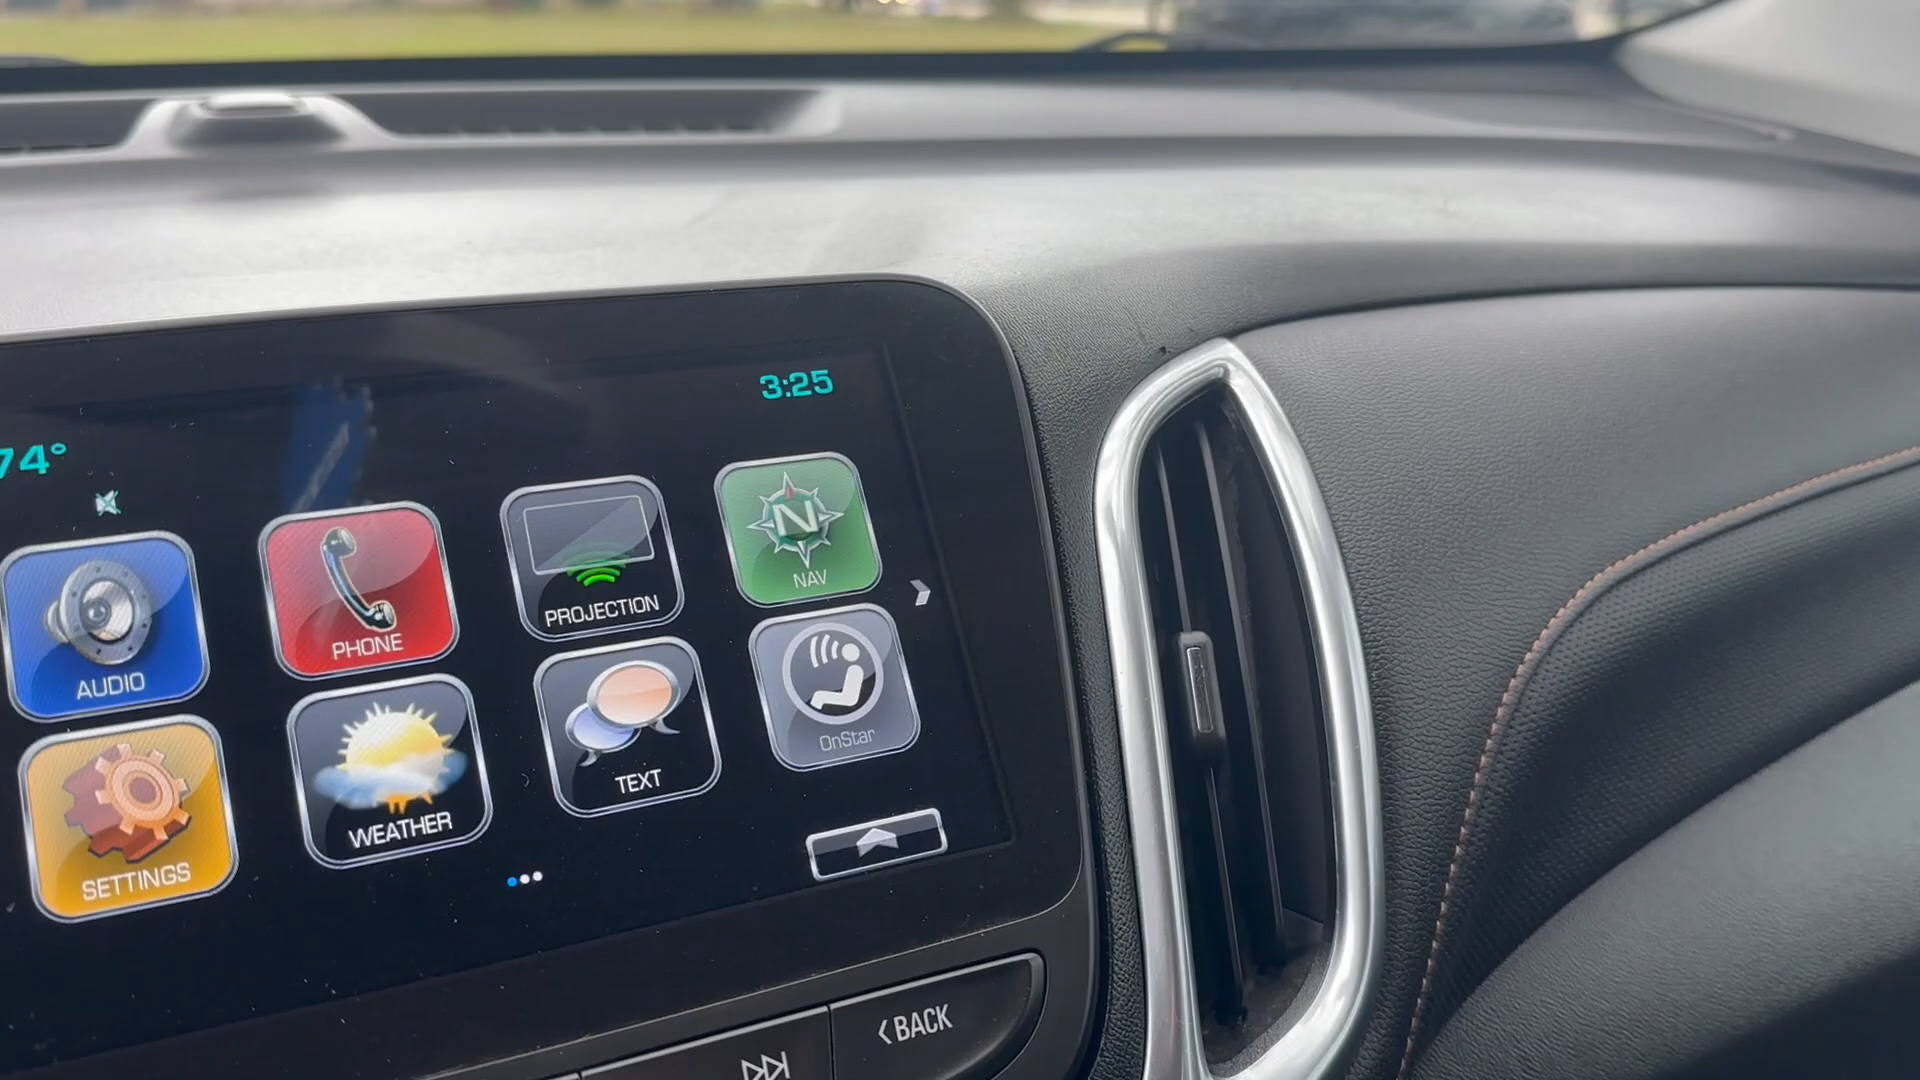 3:25
74°
AUDIO
PHONE
PROJECTION
N
NAV
SETTINGS
WEATHER
TEXT
OnStar
BACK